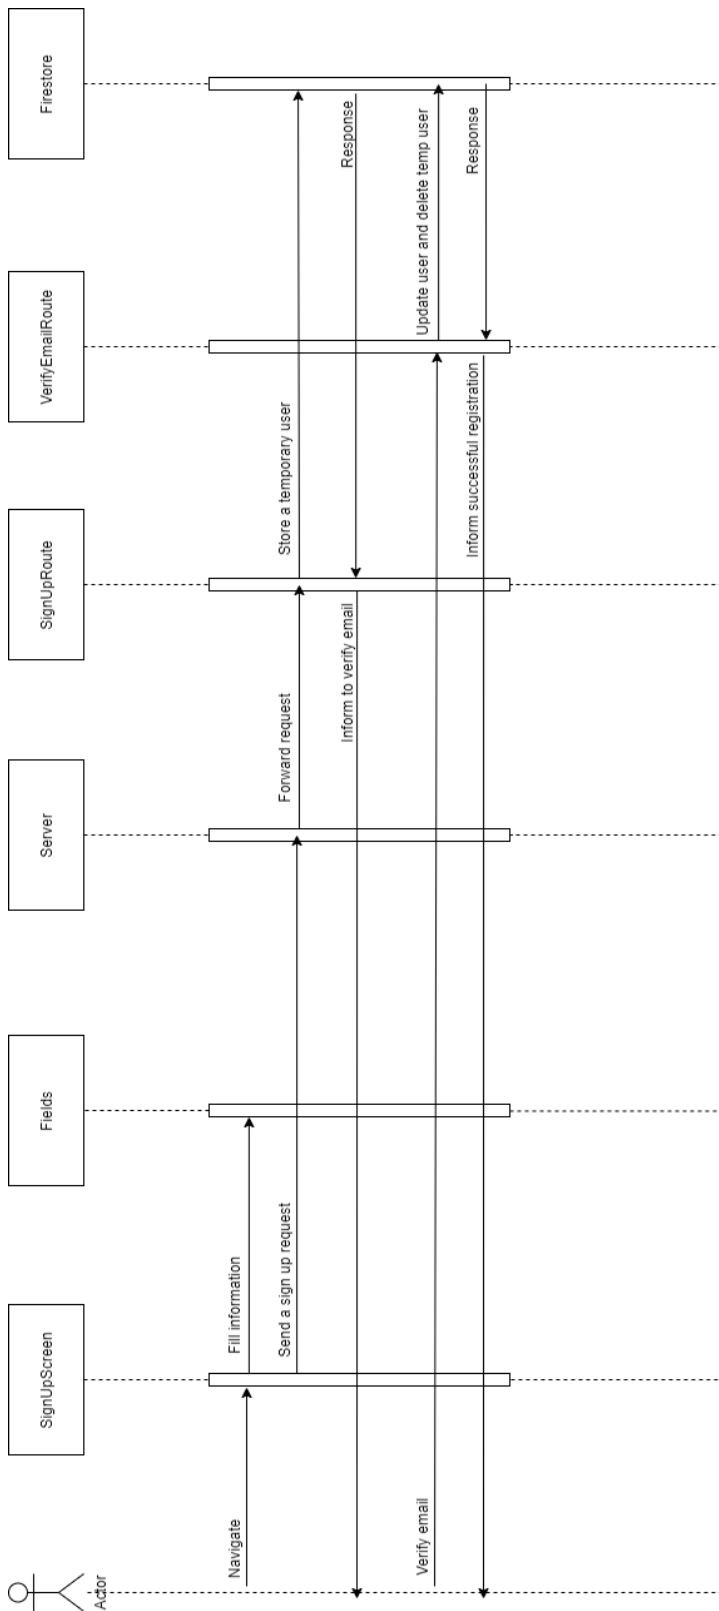 Actor
SignUpScreen
Fields
Server
SignUpRoute
VerifyEmailRoute
Firestore
Navigate
Fill information
Send a sign up request
Forward request
Store a temporary user
Response
Inform to verify email
Verify email
Update user and delete temp user
Response
Inform successful registration